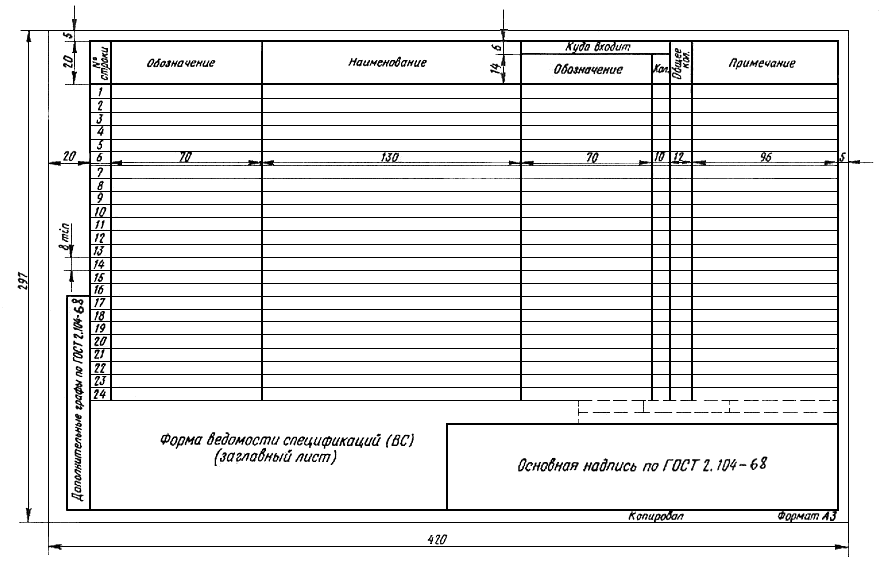 5
20
№ строки
Обозначение
Наименование
6
14
Куда входит
Обозначение
Кол.
Общее кол.
Примечание
1
2
3
4
5
20
6
70
130
70
10
12
96
5
7
8
9
10
11
12
13
8 min
14
15
16
17
18
19
20
21
22
23
24
297
Дополнительные графы по ГОСТ 2.104-68
Форма ведомости спецификаций (ВС)
(заглавный лист)
Основная надпись по ГОСТ 2.104-68
Копировал
Формат А3
420